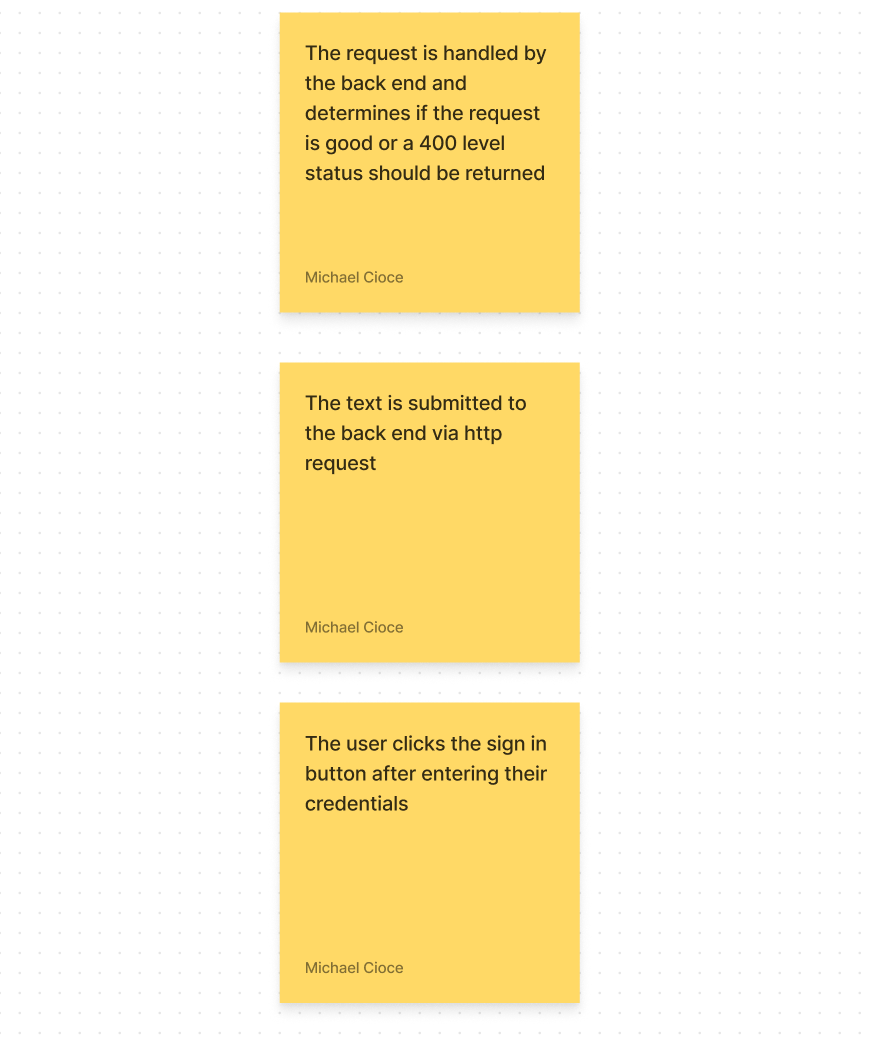 The request is handled by
the back end and
determines if the request
is good or a 400 level
status should be returned
Michael Cioce
The text is submitted to
the back end via http
request
Michael Cioce
The user clicks the sign in
button after entering their
credentials
Michael Cioce